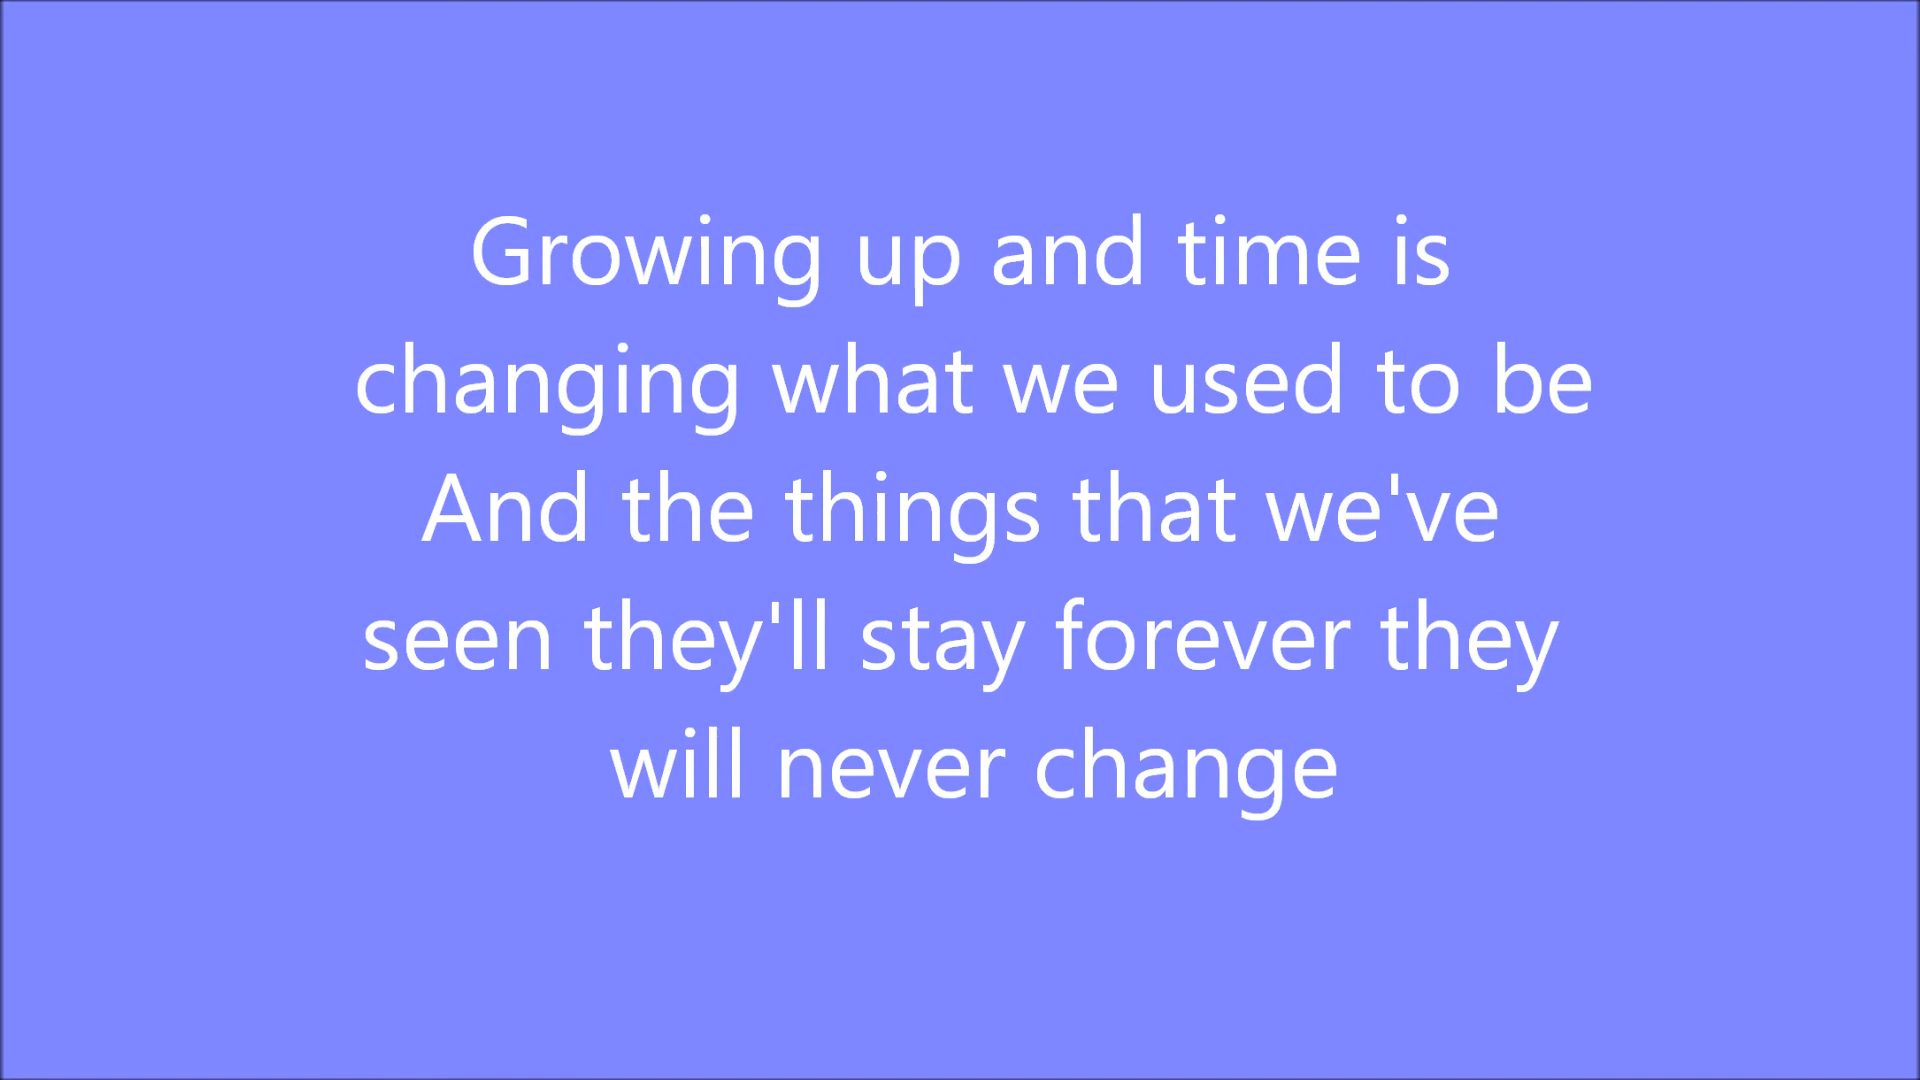 Growing up and time is
changing what we used to be
And the things that we've
seen they'll stay forever they
will never change